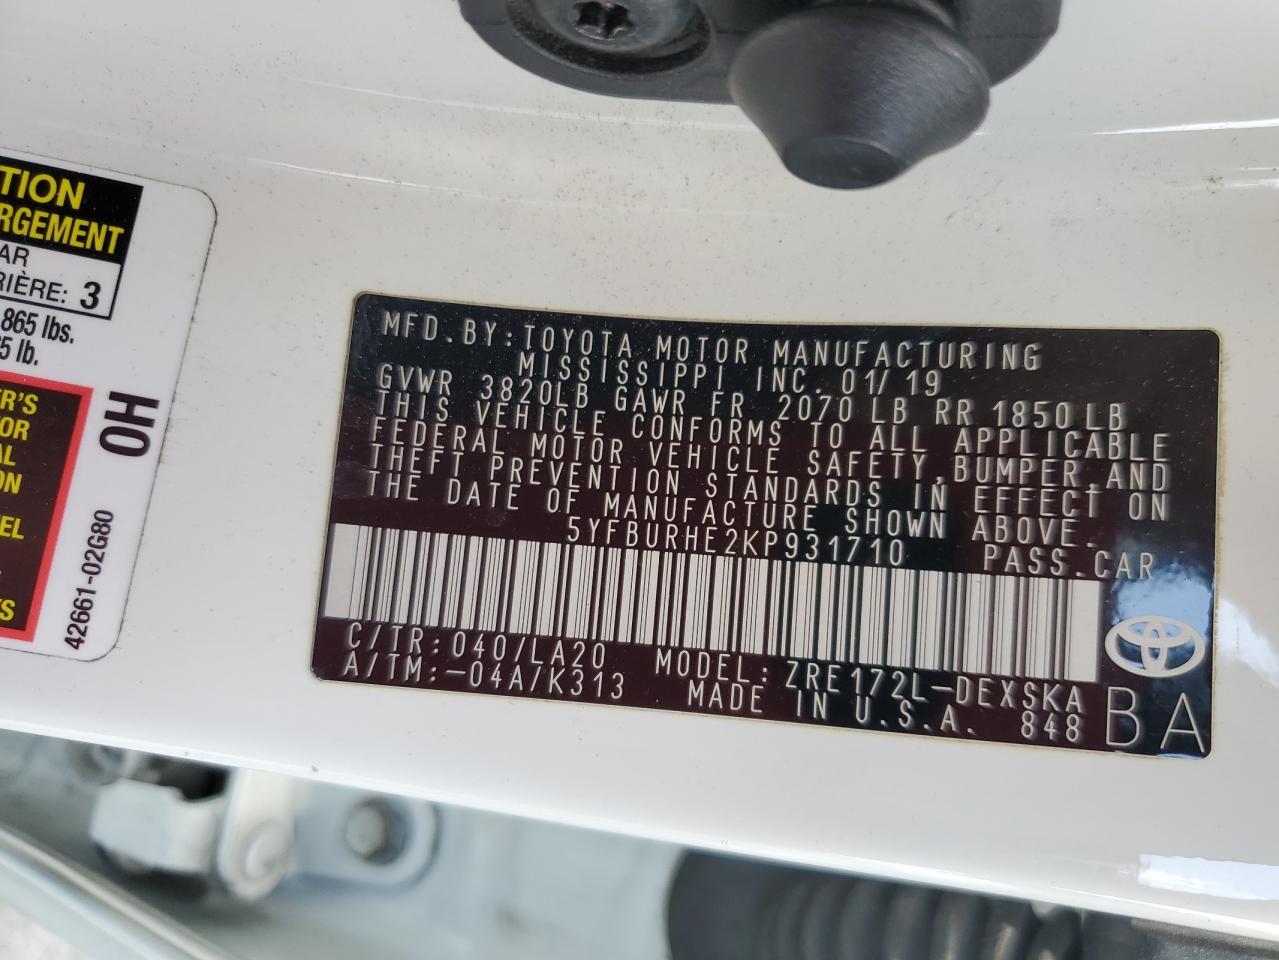 TION
RGEMENT
AR
RIÈRE: 3
865 lbs.
5 lb.
ER'S
OR
AL
ON
EL
YS
OH
42661-02G80
MFD. BY: TOYOTA MOTOR MANUFACTURING
MISSISSIPPI INC. 01/19
GVWR 3820LB GAWR FR 2070 LB RR 1850LB
THIS VEHICLE CONFORMS TO ALL APPLICABLE
FEDERAL MOTOR VEHICLE SAFETY,BUMPER,AND
THEFT PREVENTION STANDARDS IN EFFECT ON
THE DATE OF MANUFACTURE SHOWN ABOVE.
5YFBURHE2KP931710 PASS.CAR
C/TR:040/LA20 MODEL:ZRE172L-DEXSKA
A/TM:-04A/K313 MADE IN U.S.A. 848
BA